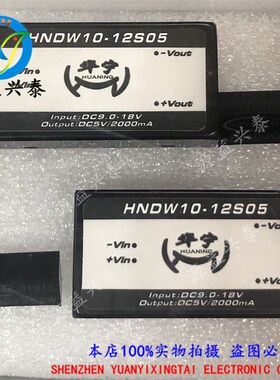 HNDW10-12S05
-Vout
Vin
华宁
HUANING
Vin
+Vout
Input:DC9.0-18V
Output:DC5V/2000mA
兴泰
HNDW10-12S05
-Vin
华宁
+Vin
HUANING
Input:DC9.0-18V
Output:DC5V/2000mA
本店100%实物拍摄 盗图必
SHENZHEN YUANYIXINGTAI ELECTRONIC C